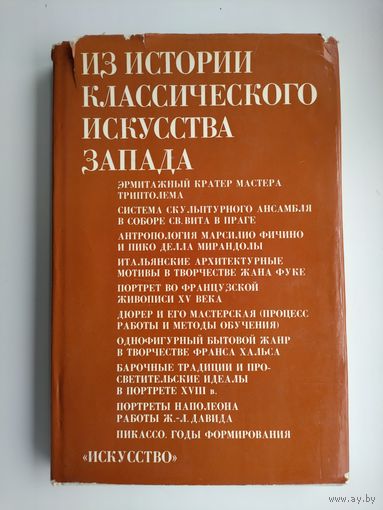 ИЗ ИСТОРИИ
КЛАССИЧЕСКОГО
ИСКУССТВА
ЗАПАДА
ЭРМИТАЖНЫЙ КРАТЕР МАСТЕРА
ТРИПТОЛЕМА
СИСТЕМА СКУЛЬПТУРНОГО АНСАМБЛЯ
В СОБОРЕ СВ. ВИТА В ПРАГЕ
АНТРОПОЛОГИЯ МАРСИЛИО ФИЧИНО
И ПИКО ДЕЛЛА МИРАНДОЛЫ
ИТАЛЬЯНСКИЕ АРХИТЕКТУРНЫЕ
МОТИВЫ В ТВОРЧЕСТВЕ ЖАНА ФУКЕ
ПОРТРЕТ ВО ФРАНЦУЗСКОЙ
ЖИВОПИСИ XV ВЕКА
ДЮРЕР И ЕГО МАСТЕРСКАЯ (ПРОЦЕСС
РАБОТЫ И МЕТОДЫ ОБУЧЕНИЯ)
ОДНОФИГУРНЫЙ БЫТОВОЙ ЖАНР
В ТВОРЧЕСТВЕ ФРАНСА ХАЛЬСА
БАРОЧНЫЕ ТРАДИЦИИ И ПРО-
СВЕТИТЕЛЬСКИЕ ИДЕАЛЫ
В ПОРТРЕТЕ XVIII в.
ПОРТРЕТЫ НАПОЛЕОНА
РАБОТЫ Ж.-Л. ДАВИДА
ПИКАССО. ГОДЫ ФОРМИРОВАНИЯ
«ИСКУССТВО»
https://www.ay.by/